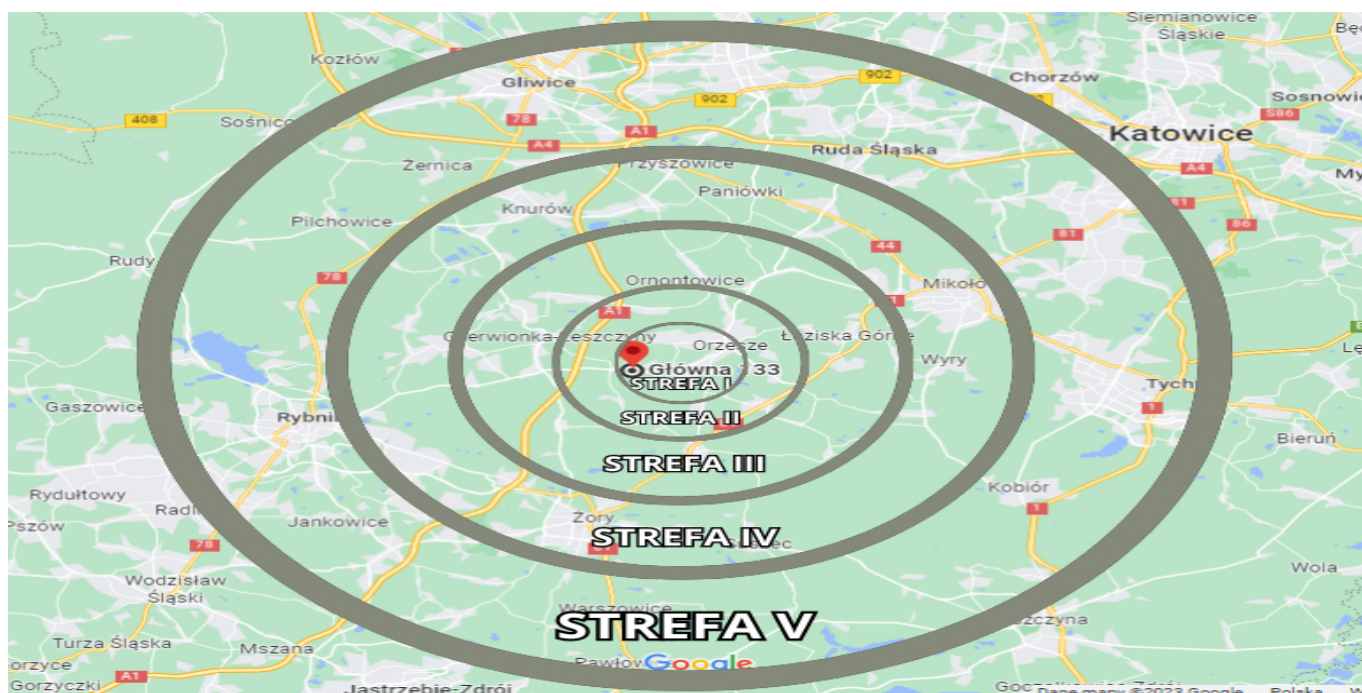 Siemianowice
Śląskie
Kozłów
Gliwice
902
Chorzów
902
Sosnowi
408
Sośnico
78
A1
S86
Katowice
A4
Ruda Śląska
Żernica
Przyszowice
A4
Paniówki
My
Knurów
81
Pilchowice
86
81
44
Rudy
78
Ornontowice
Mikoło
A1
Czerwionka-Leszczyny
Orzesze
Łaziska Górne
Wyry
Główna 133
STREFA I
Tych
Gaszowice
1
STREFA II
Rybni
Bieruń
STREFA III
Kobiór
Rydułtowy
Pszów
Radl
Jankowice
Żory
1
STREFA IV
78
Wodzisław
Śląski
Wola
Warszowice
STREFA V
szczyna
Turza Śląska
Mszana
Pawłow
Google
orzyce
Gorzyczki
A1
Jastrzębie-Zdrój
Dane mapy ©2023 Google
Polska